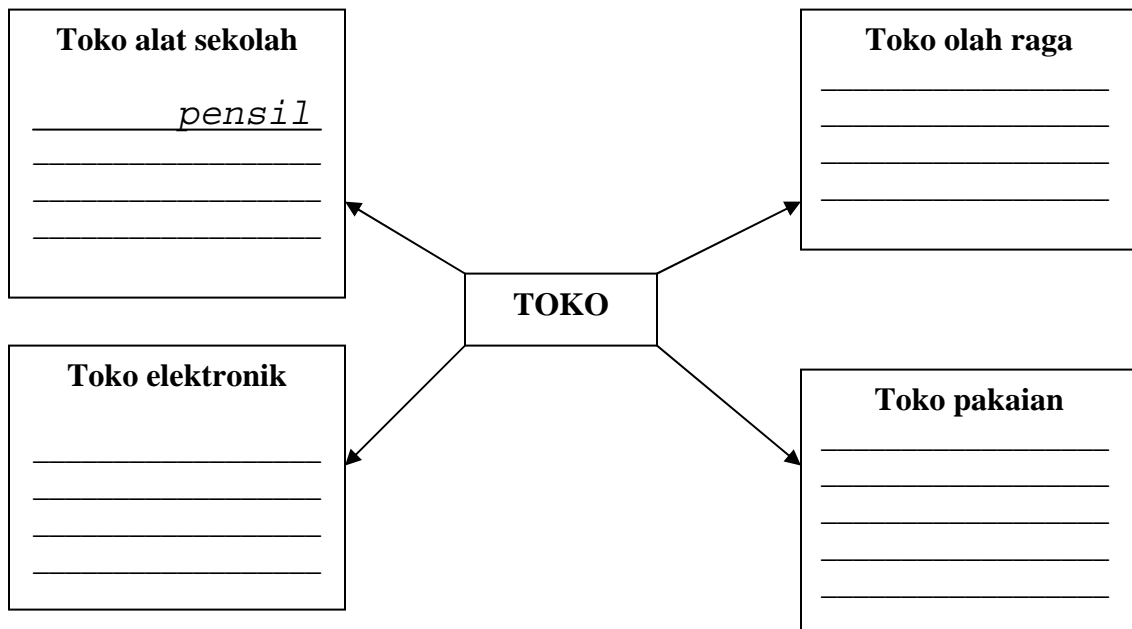 Toko alat sekolah
pensil
Toko olah raga
TOKO
Toko elektronik
Toko pakaian